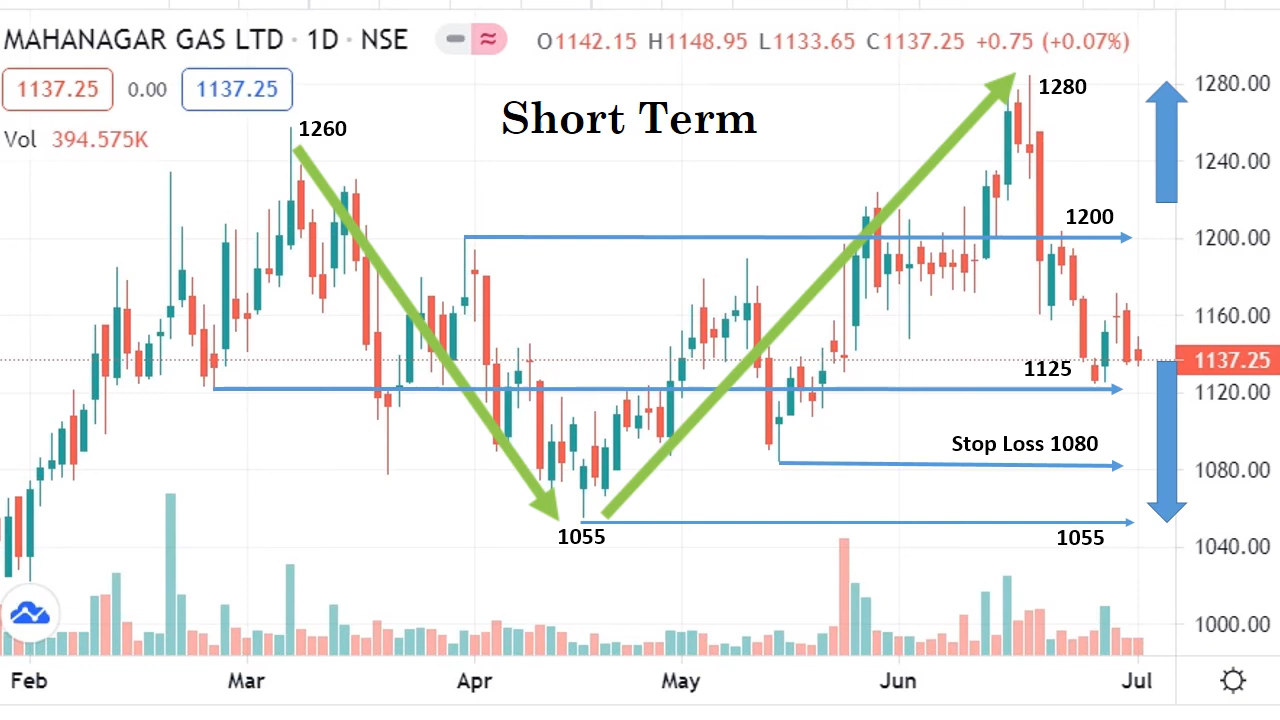 MAHANAGAR GAS LTD · 1D · NSE
O1142.15 H1148.95 L1133.65 C1137.25 +0.75 (+0.07%)
1137.25 0.00 1137.25
Vol 394.575K
Short Term
1260
1280
1200
1125
Stop Loss 1080
1055
1055
1280.00
1240.00
1200.00
1160.00
1137.25
1120.00
1080.00
1040.00
1000.00
Feb Mar Apr May Jun Jul